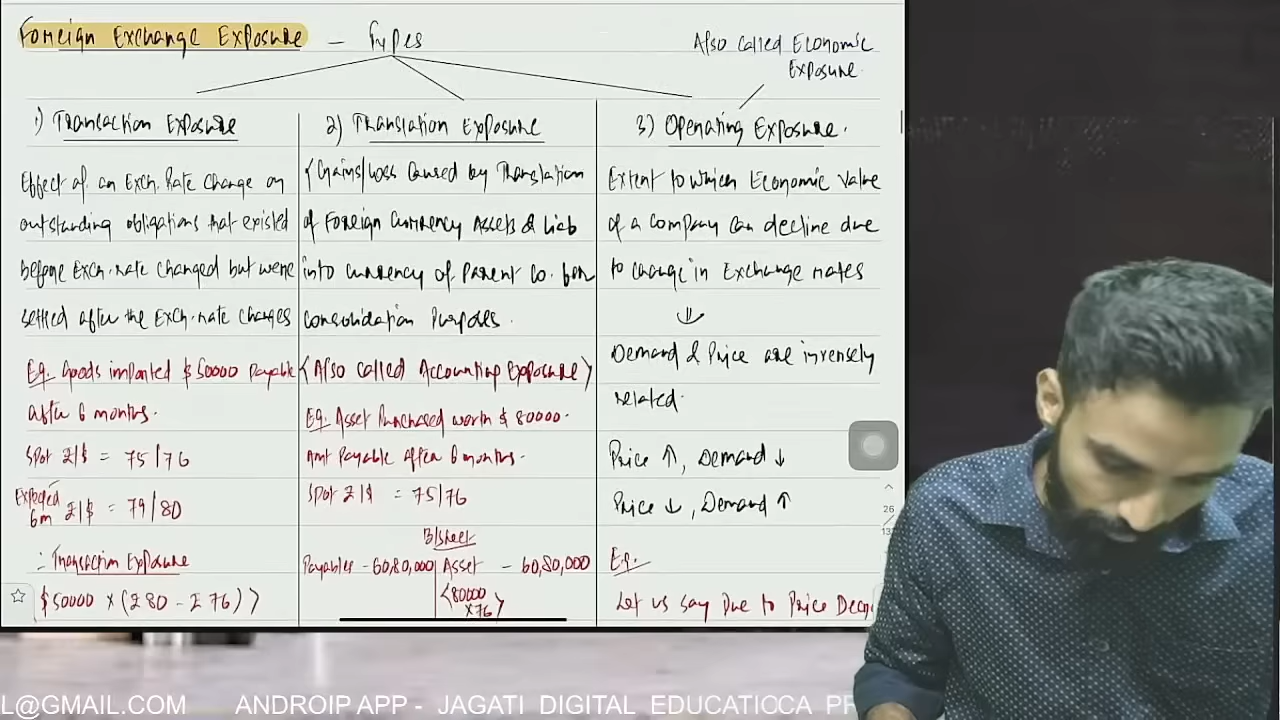 Foreign Exchange Exposure – Types
Also called Economic
Exposure.
1) Transaction Exposure
Effect of an Exch. Rate Change on
outstanding obligations that existed
before Exch. rate changed but were
settled after the Exch. rate changes
Eg. Goods imported $50000 Payable
after 6 months.
Spot ₹/$ = 75/76
Expected
6m ₹/$ = 79/80
∴ Transaction Exposure
$50000 × (₹80 - ₹76)>
2) Translation Exposure
<Gains/Loss Caused by Translation
of Foreign Currency Assets & Liab
into currency of Parent Co. for
consolidation Purposes.
<Also called Accounting Exposure>
Eg. Asset Purchased worth $80000.
Amt Payable After 6 months.
Spot ₹/$ = 75/76
B/sheet
Payables - 60,80,000 Asset - 60,80,000
<80000
×76>
3) Operating Exposure.
Extent to which Economic Value
of a Company can decline due
to change in Exchange rates
⇓
Demand & Price are inversely
related.
Price ↑, Demand ↓
Price ↓, Demand ↑
Eg.
Let us say Due to Price
26
L@GMAIL.COM ANDROIP APP - JAGATI DIGITAL EDUCATICCA PR